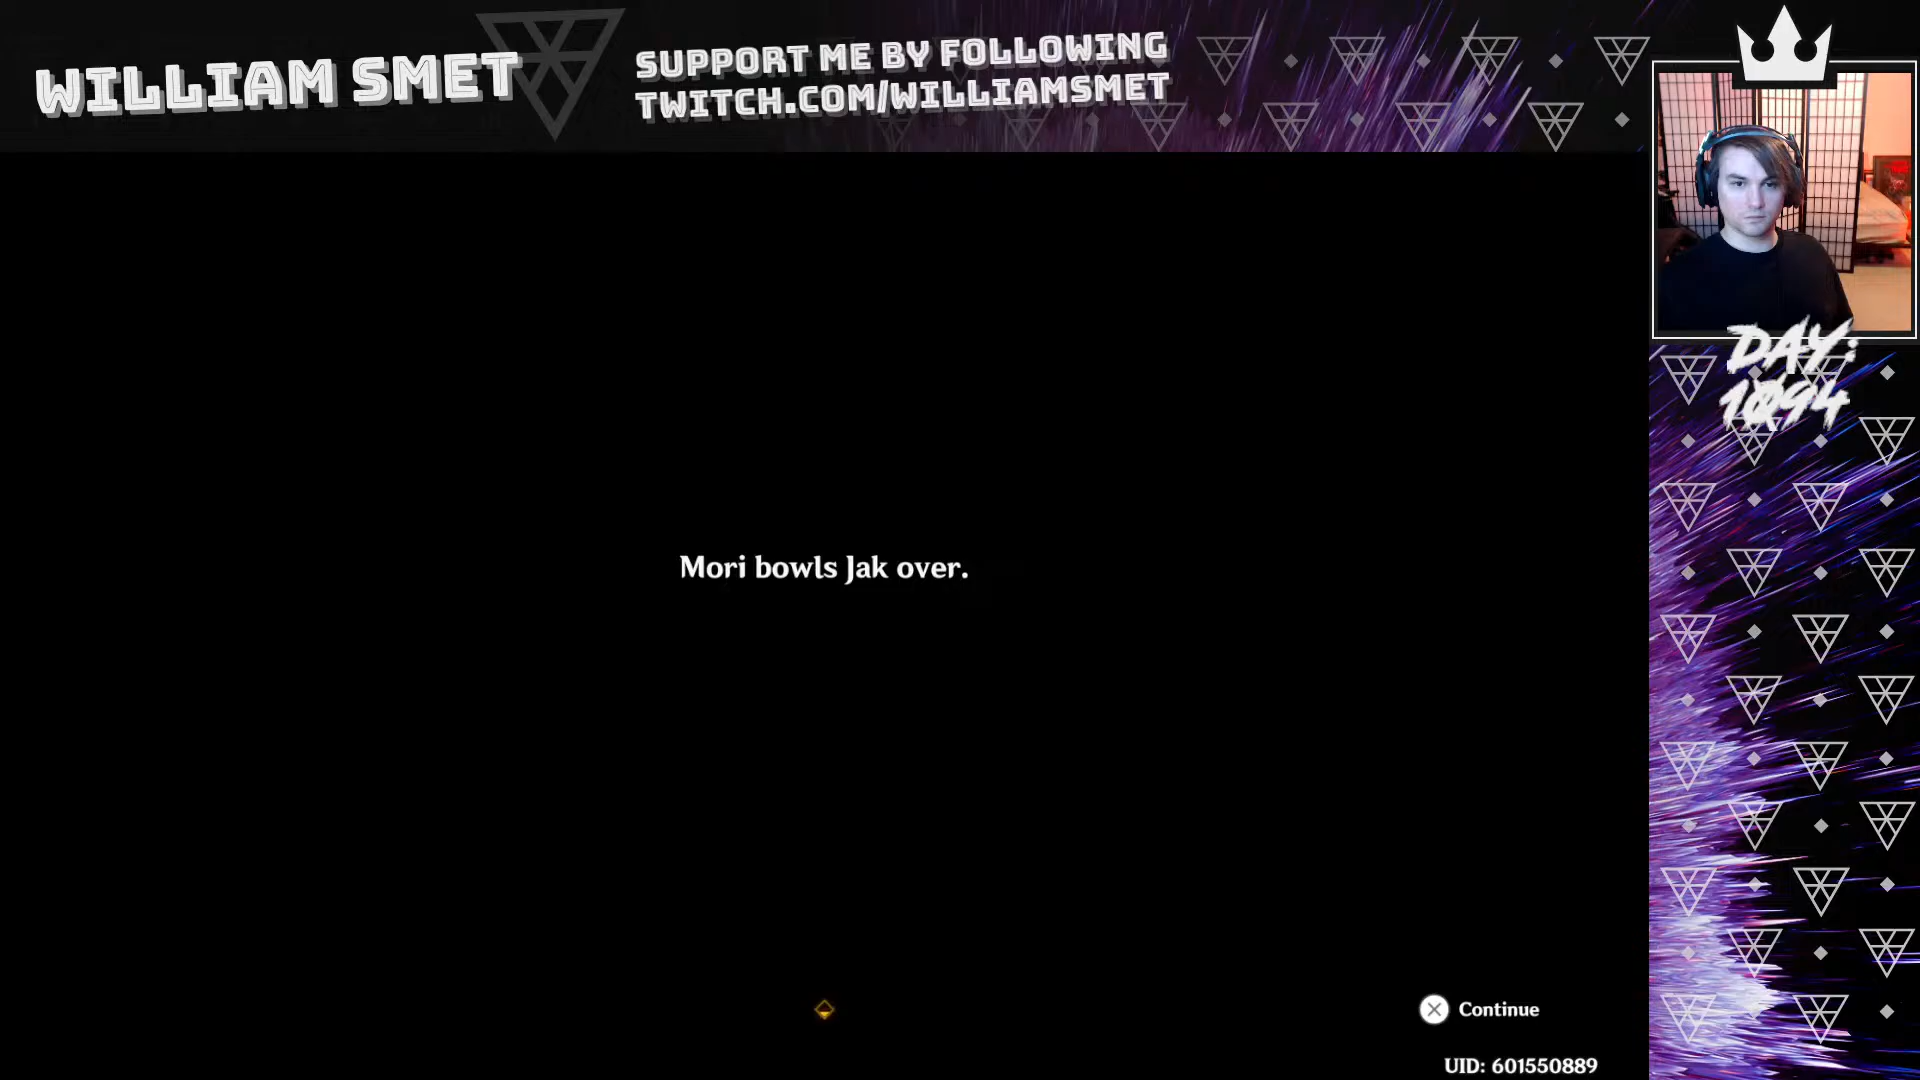 WILLIAM SMET
SUPPORT ME BY FOLLOWING
TWITCH.COM/WILLIAMSMET
DAY:
1094
Mori bowls Jak over.
Continue
UID: 601550889